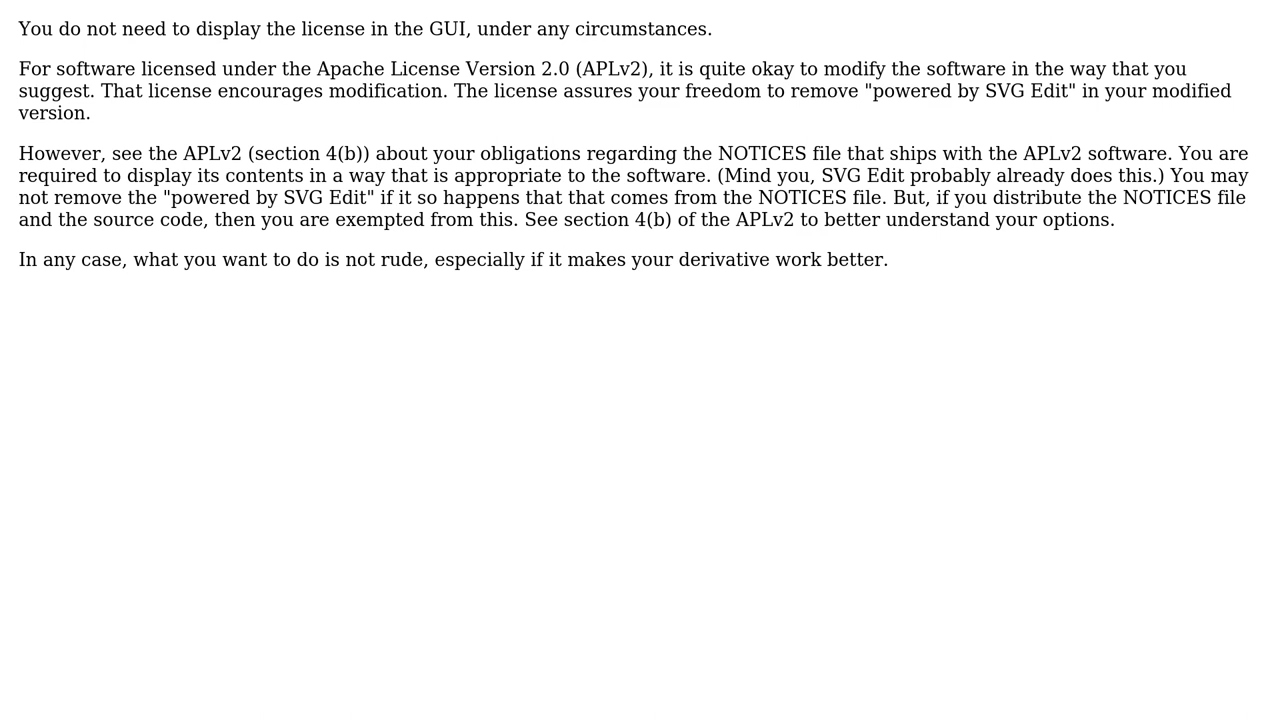 You do not need to display the license in the GUI, under any circumstances.
For software licensed under the Apache License Version 2.0 (APLv2), it is quite okay to modify the software in the way that you
suggest. That license encourages modification. The license assures your freedom to remove "powered by SVG Edit" in your modified
version.
However, see the APLv2 (section 4(b)) about your obligations regarding the NOTICES file that ships with the APLv2 software. You are
required to display its contents in a way that is appropriate to the software. (Mind you, SVG Edit probably already does this.) You may
not remove the "powered by SVG Edit" if it so happens that that comes from the NOTICES file. But, if you distribute the NOTICES file
and the source code, then you are exempted from this. See section 4(b) of the APLv2 to better understand your options.
In any case, what you want to do is not rude, especially if it makes your derivative work better.